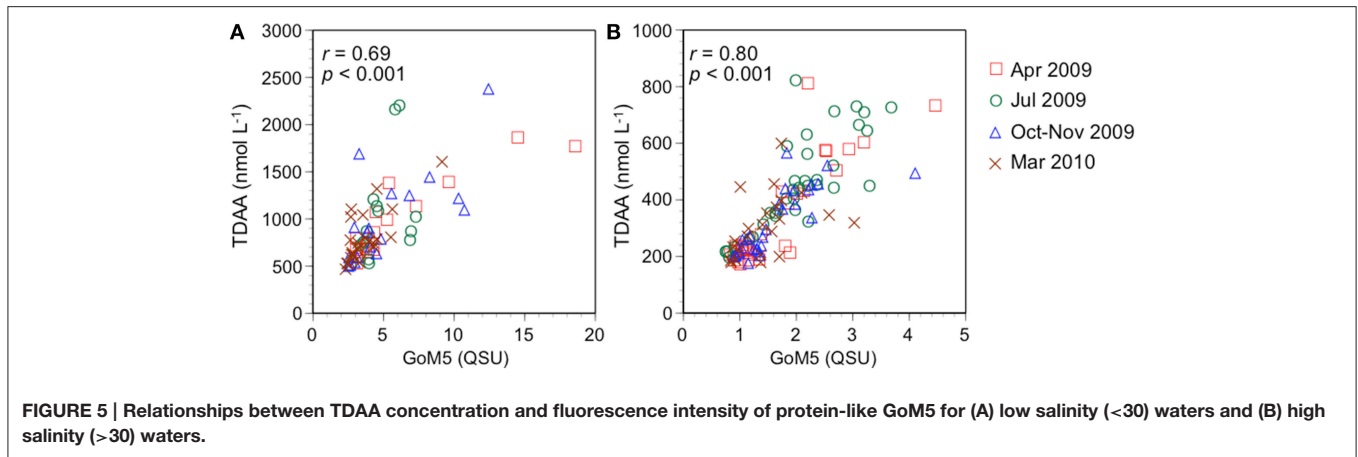 A
r = 0.69
p < 0.001
3000
2500
2000
1500
1000
500
0
TDAA (nmol L-1)
0 5 10 15 20
GoM5 (QSU)
B
r = 0.80
p < 0.001
1000
800
600
400
200
0
TDAA (nmol L-1)
0 1 2 3 4 5
GoM5 (QSU)
Apr 2009
Jul 2009
Oct-Nov 2009
Mar 2010
FIGURE 5 | Relationships between TDAA concentration and fluorescence intensity of protein-like GoM5 for (A) low salinity (<30) waters and (B) high
salinity (>30) waters.